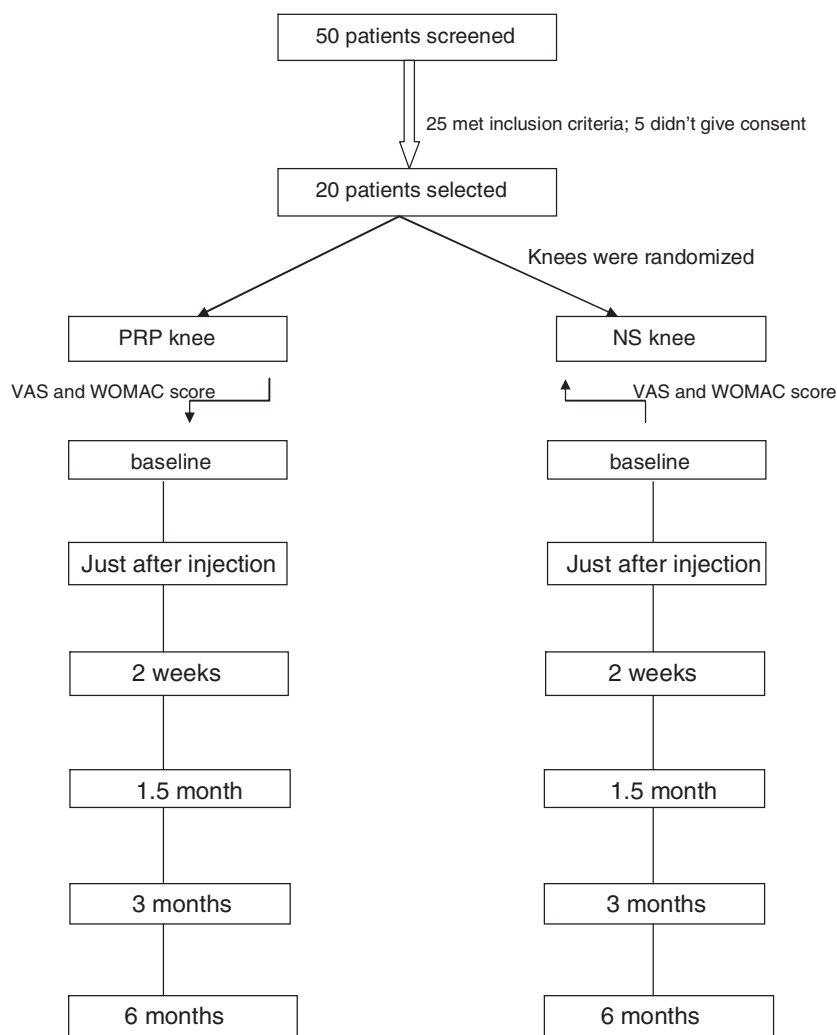 50 patients screened
25 met inclusion criteria; 5 didn't give consent
20 patients selected
Knees were randomized
PRP knee
NS knee
VAS and WOMAC score
VAS and WOMAC score
baseline
baseline
Just after injection
Just after injection
2 weeks
2 weeks
1.5 month
1.5 month
3 months
3 months
6 months
6 months